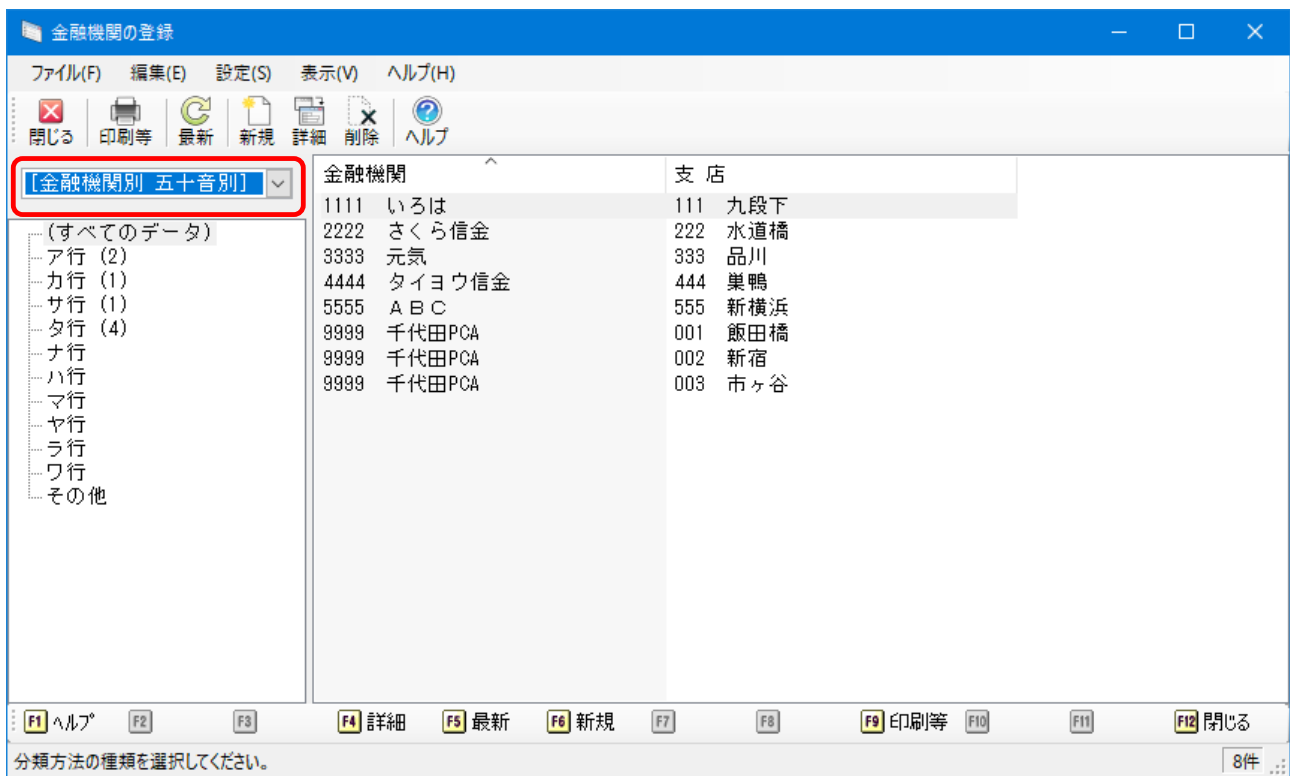 金融機関の登録
ファイル(F) 編集(E) 設定(S) 表示(V) ヘルプ(H)
閉じる 印刷等 最新 新規 詳細 削除 ヘルプ
[金融機関別 五十音別]
(すべてのデータ)
ア行 (2)
カ行 (1)
サ行 (1)
タ行 (4)
ナ行
ハ行
マ行
ヤ行
ラ行
ワ行
その他
金融機関 支 店
1111 いろは 111 九段下
2222 さくら信金 222 水道橋
3333 元気 333 品川
4444 タイヨウ信金 444 巣鴨
5555 ＡＢＣ 555 新横浜
9999 千代田PCA 001 飯田橋
9999 千代田PCA 002 新宿
9999 千代田PCA 003 市ヶ谷
F1 ヘルプ F2 F3 F4 詳細 F5 最新 F6 新規 F7 F8 F9 印刷等 F10 F11 F12 閉じる
分類方法の種類を選択してください。 8件